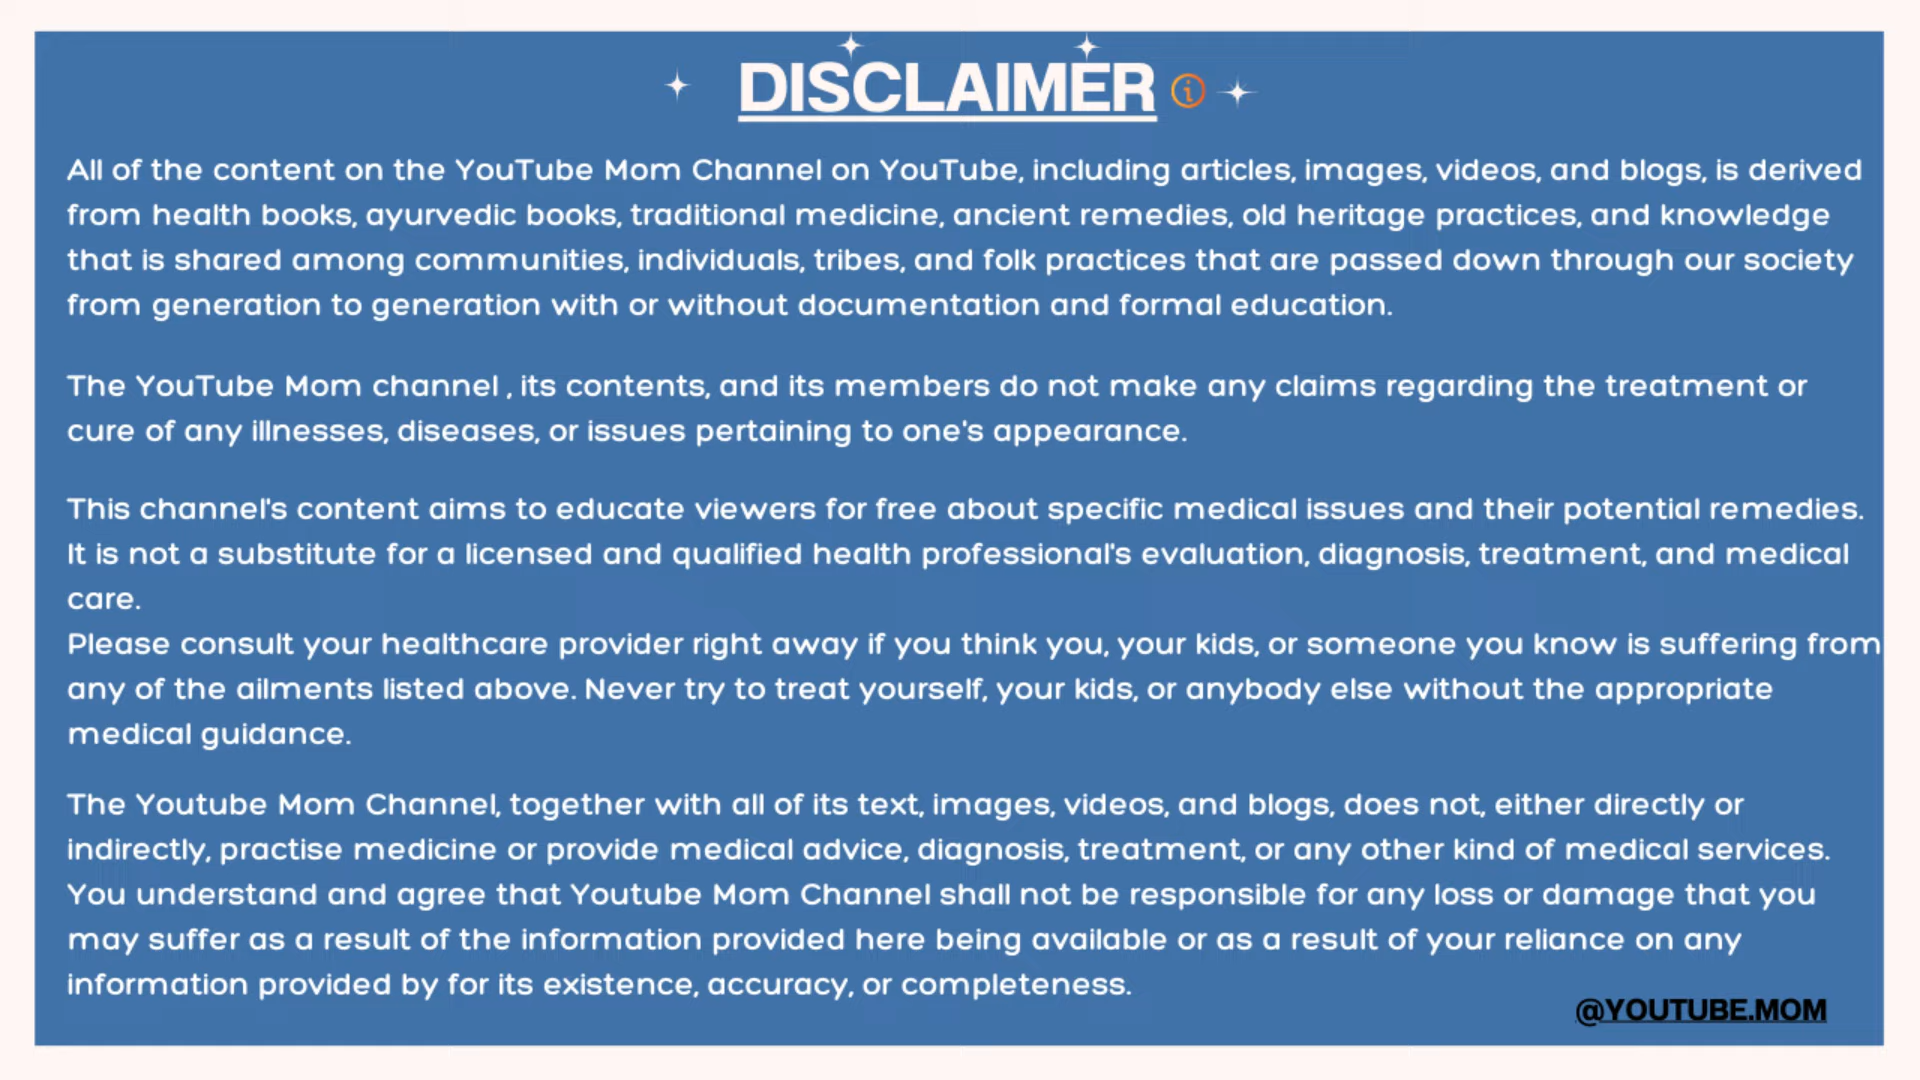 DISCLAIMER
All of the content on the YouTube Mom Channel on YouTube, including articles, images, videos, and blogs, is derived
from health books, ayurvedic books, traditional medicine, ancient remedies, old heritage practices, and knowledge
that is shared among communities, individuals, tribes, and folk practices that are passed down through our society
from generation to generation with or without documentation and formal education.
The YouTube Mom channel , its contents, and its members do not make any claims regarding the treatment or
cure of any illnesses, diseases, or issues pertaining to one's appearance.
This channel's content aims to educate viewers for free about specific medical issues and their potential remedies.
It is not a substitute for a licensed and qualified health professional's evaluation, diagnosis, treatment, and medical
care.
Please consult your healthcare provider right away if you think you, your kids, or someone you know is suffering from
any of the ailments listed above. Never try to treat yourself, your kids, or anybody else without the appropriate
medical guidance.
The Youtube Mom Channel, together with all of its text, images, videos, and blogs, does not, either directly or
indirectly, practise medicine or provide medical advice, diagnosis, treatment, or any other kind of medical services.
You understand and agree that Youtube Mom Channel shall not be responsible for any loss or damage that you
may suffer as a result of the information provided here being available or as a result of your reliance on any
information provided by for its existence, accuracy, or completeness.
@YOUTUBE.MOM